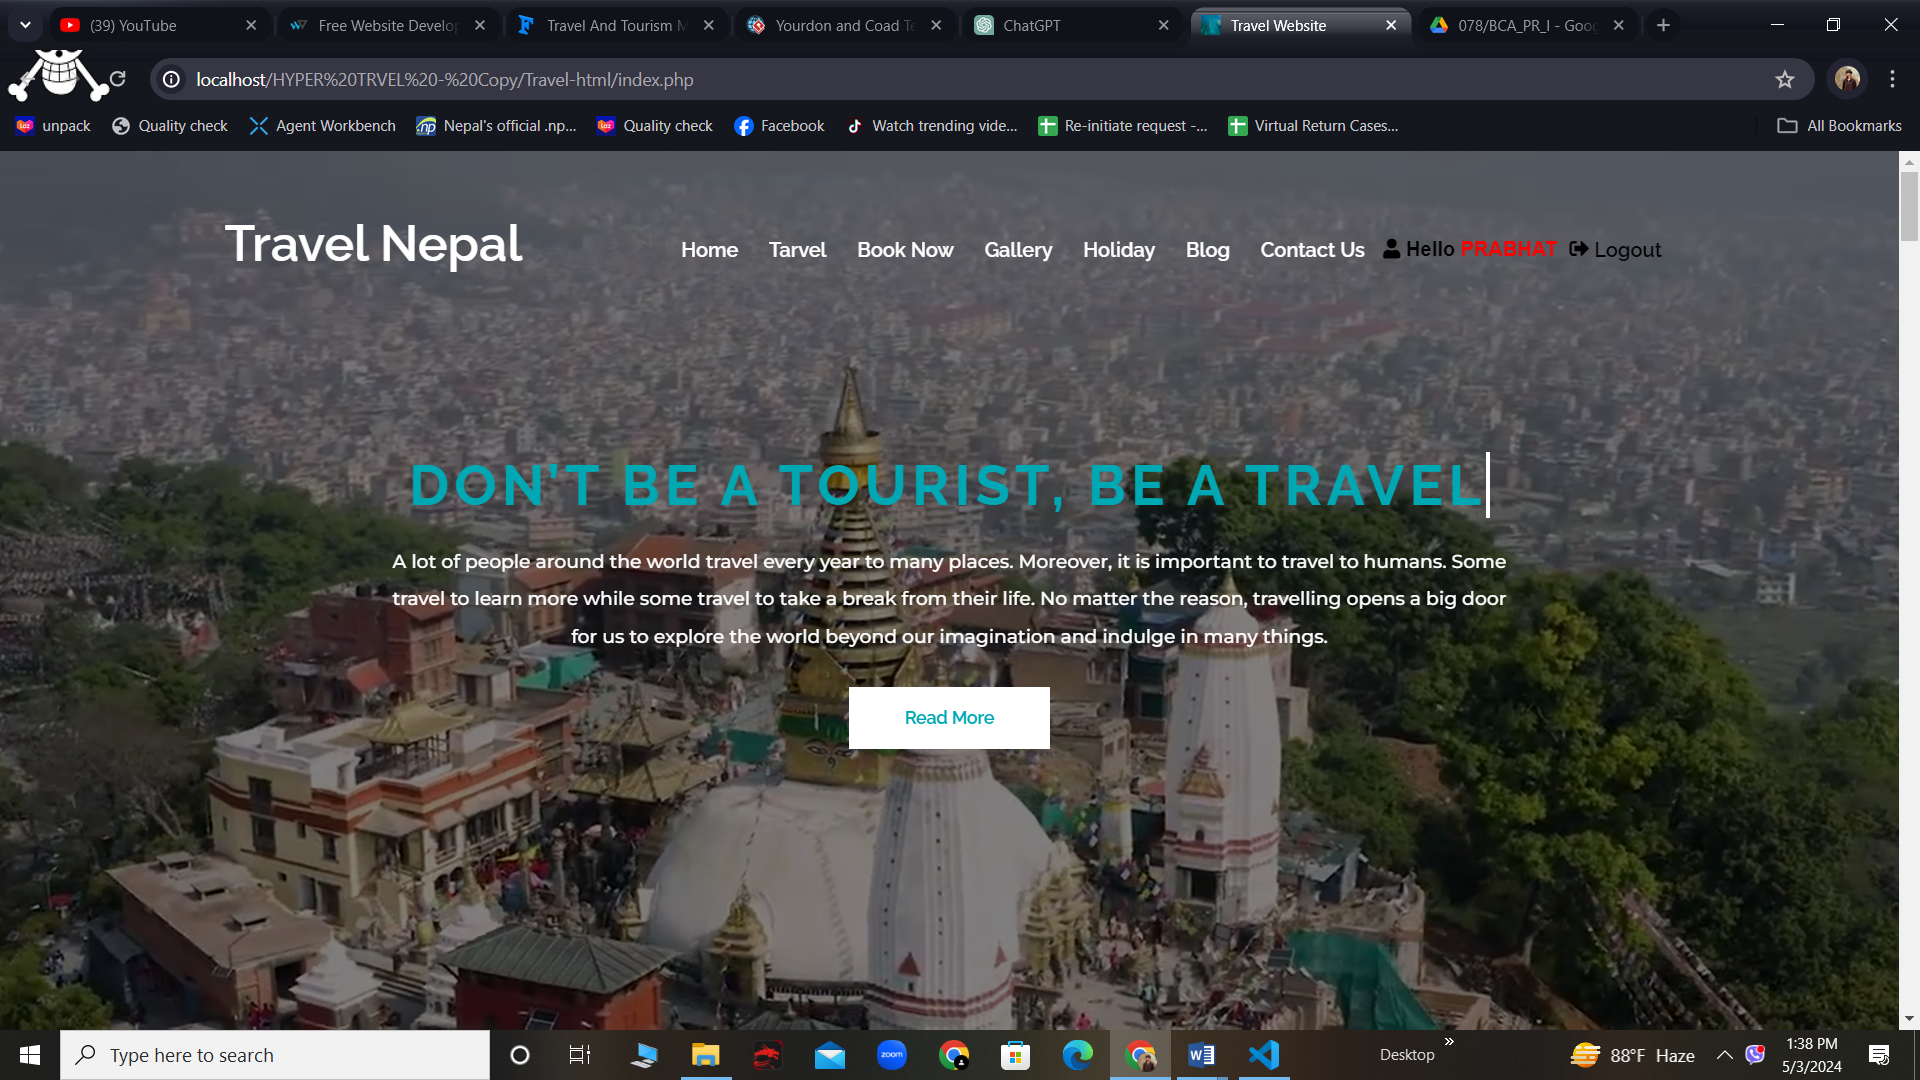 (39) YouTube
Free Website Develop
Travel And Tourism M
Yourdon and Coad Te
ChatGPT
Travel Website
078/BCA_PR_I - Goog
localhost/HYPER%20TRVEL%20-%20Copy/Travel-html/index.php
unpack
Quality check
Agent Workbench
Nepal's official .np...
Quality check
Facebook
Watch trending vide...
Re-initiate request -...
Virtual Return Cases...
All Bookmarks
Travel Nepal
Home
Tarvel
Book Now
Gallery
Holiday
Blog
Contact Us
Hello PRABHAT
Logout
DON'T BE A TOURIST, BE A TRAVEL
A lot of people around the world travel every year to many places. Moreover, it is important to travel to humans. Some
travel to learn more while some travel to take a break from their life. No matter the reason, travelling opens a big door
for us to explore the world beyond our imagination and indulge in many things.
Read More
Type here to search
zoom
Desktop
88°F Haze
1:38 PM
5/3/2024